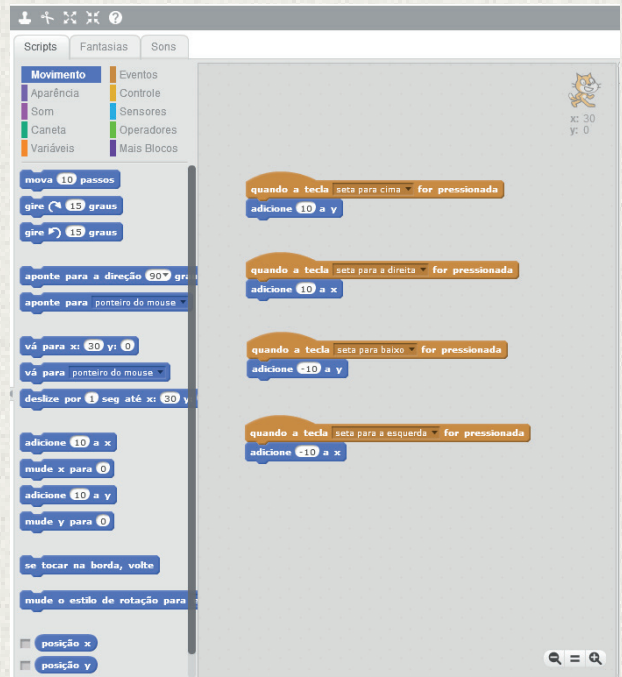 Scripts Fantasias Sons
Movimento Eventos
Aparência Controle
Som Sensores
Caneta Operadores
Variáveis Mais Blocos
mova 10 passos
gire 15 graus
gire 15 graus
aponte para a direção 90 grau
aponte para ponteiro do mouse
vá para x: 30 y: 0
vá para ponteiro do mouse
deslize por 1 seg até x: 30 y
adicione 10 a x
mude x para 0
adicione 10 a y
mude y para 0
se tocar na borda, volte
mude o estilo de rotação para
posição x
posição y
x: 30
y: 0
quando a tecla seta para cima for pressionada
adicione 10 a y
quando a tecla seta para a direita for pressionada
adicione 10 a x
quando a tecla seta para baixo for pressionada
adicione -10 a y
quando a tecla seta para a esquerda for pressionada
adicione -10 a x